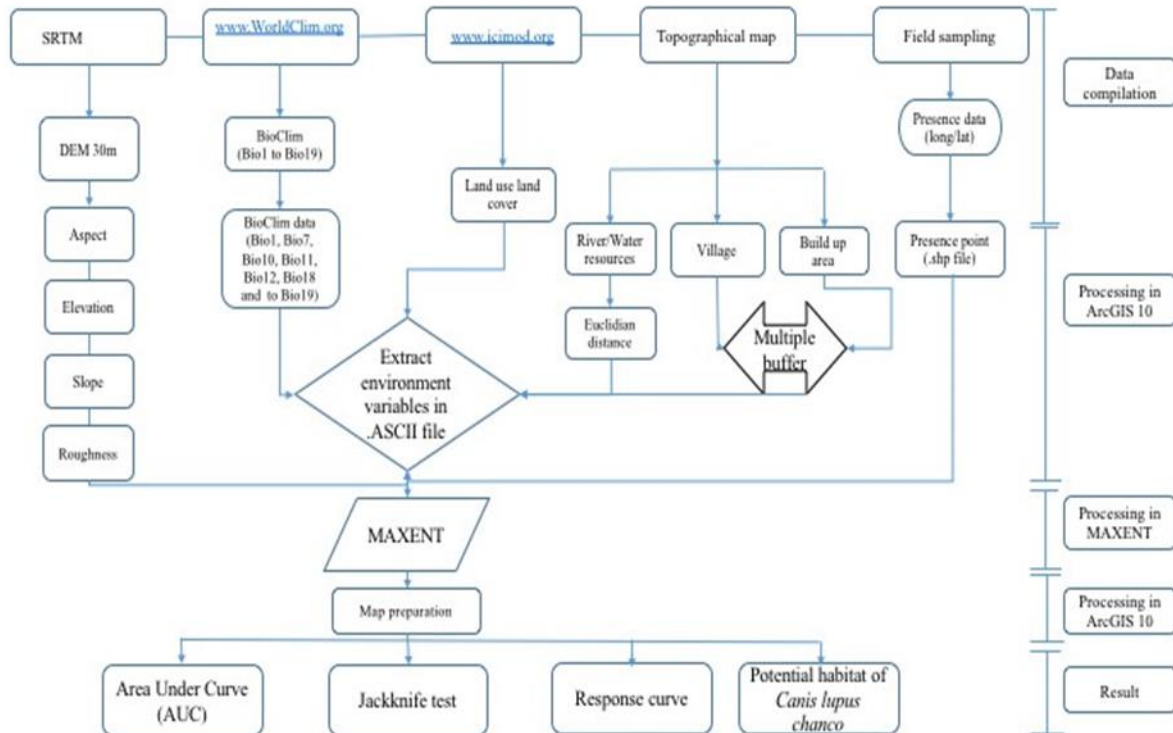 SRTM
www.WorldClim.org
www.icimod.org
Topographical map
Field sampling
Data
compilation
DEM 30m
BioClim
(Bio1 to Bio19)
Presence data
(long/lat)
Land use land
cover
Aspect
BioClim data
(Bio1, Bio7,
Bio10, Bio11,
Bio12, Bio18
and to Bio19)
River/Water
resources
Village
Build up
area
Presence point
(.shp file)
Processing in
ArcGIS 10
Elevation
Euclidian
distance
Multiple
buffer
Extract
environment
variables in
.ASCII file
Slope
Roughness
MAXENT
Processing in
MAXENT
Map preparation
Processing in
ArcGIS 10
Area Under Curve
(AUC)
Jackknife test
Response curve
Potential habitat of
Canis lupus
chanco
Result